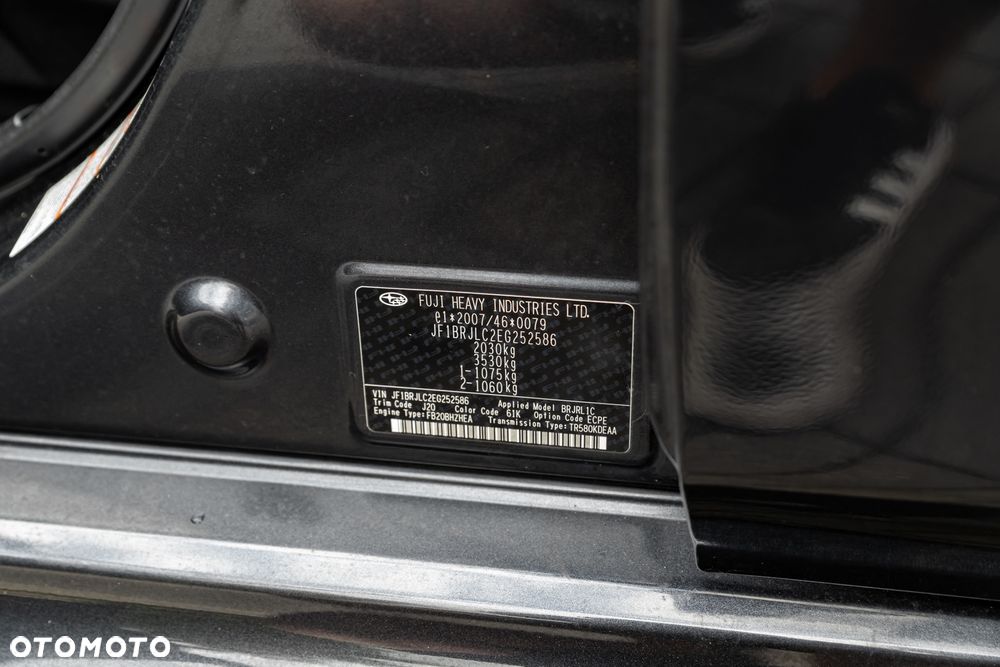 FUJI HEAVY INDUSTRIES LTD.
e1*2007/46*0079
JF1BRJLC2EG252586
2030kg
3530kg
1-1075kg
2-1060kg
VIN JF1BRJLC2EG252586 Applied Model BRJRL1C
Trim Code J20 Color Code 61K Option Code ECPE
Engine Type:FB20BHZHEA Transmission Type:TR580KDEAA
OTOMOTO